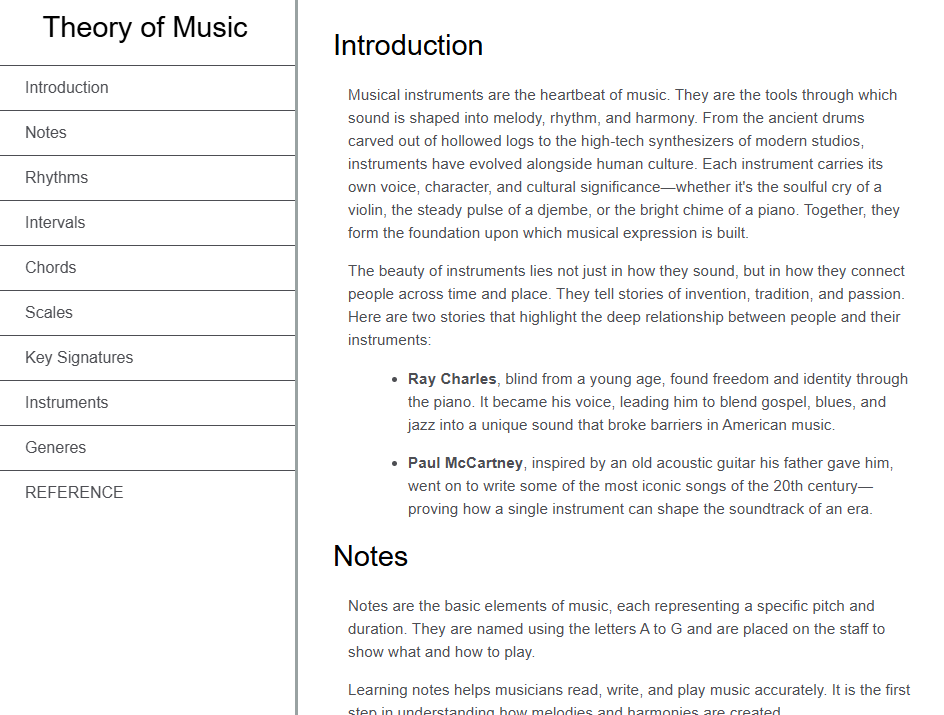 Theory of Music
Introduction
Notes
Rhythms
Intervals
Chords
Scales
Key Signatures
Instruments
Generes
REFERENCE
Introduction
Musical instruments are the heartbeat of music. They are the tools through which
sound is shaped into melody, rhythm, and harmony. From the ancient drums
carved out of hollowed logs to the high-tech synthesizers of modern studios,
instruments have evolved alongside human culture. Each instrument carries its
own voice, character, and cultural significance—whether it's the soulful cry of a
violin, the steady pulse of a djembe, or the bright chime of a piano. Together, they
form the foundation upon which musical expression is built.
The beauty of instruments lies not just in how they sound, but in how they connect
people across time and place. They tell stories of invention, tradition, and passion.
Here are two stories that highlight the deep relationship between people and their
instruments:
• Ray Charles, blind from a young age, found freedom and identity through
the piano. It became his voice, leading him to blend gospel, blues, and
jazz into a unique sound that broke barriers in American music.
• Paul McCartney, inspired by an old acoustic guitar his father gave him,
went on to write some of the most iconic songs of the 20th century—
proving how a single instrument can shape the soundtrack of an era.
Notes
Notes are the basic elements of music, each representing a specific pitch and
duration. They are named using the letters A to G and are placed on the staff to
show what and how to play.
Learning notes helps musicians read, write, and play music accurately. It is the first
step in understanding how melodies and harmonies are created.